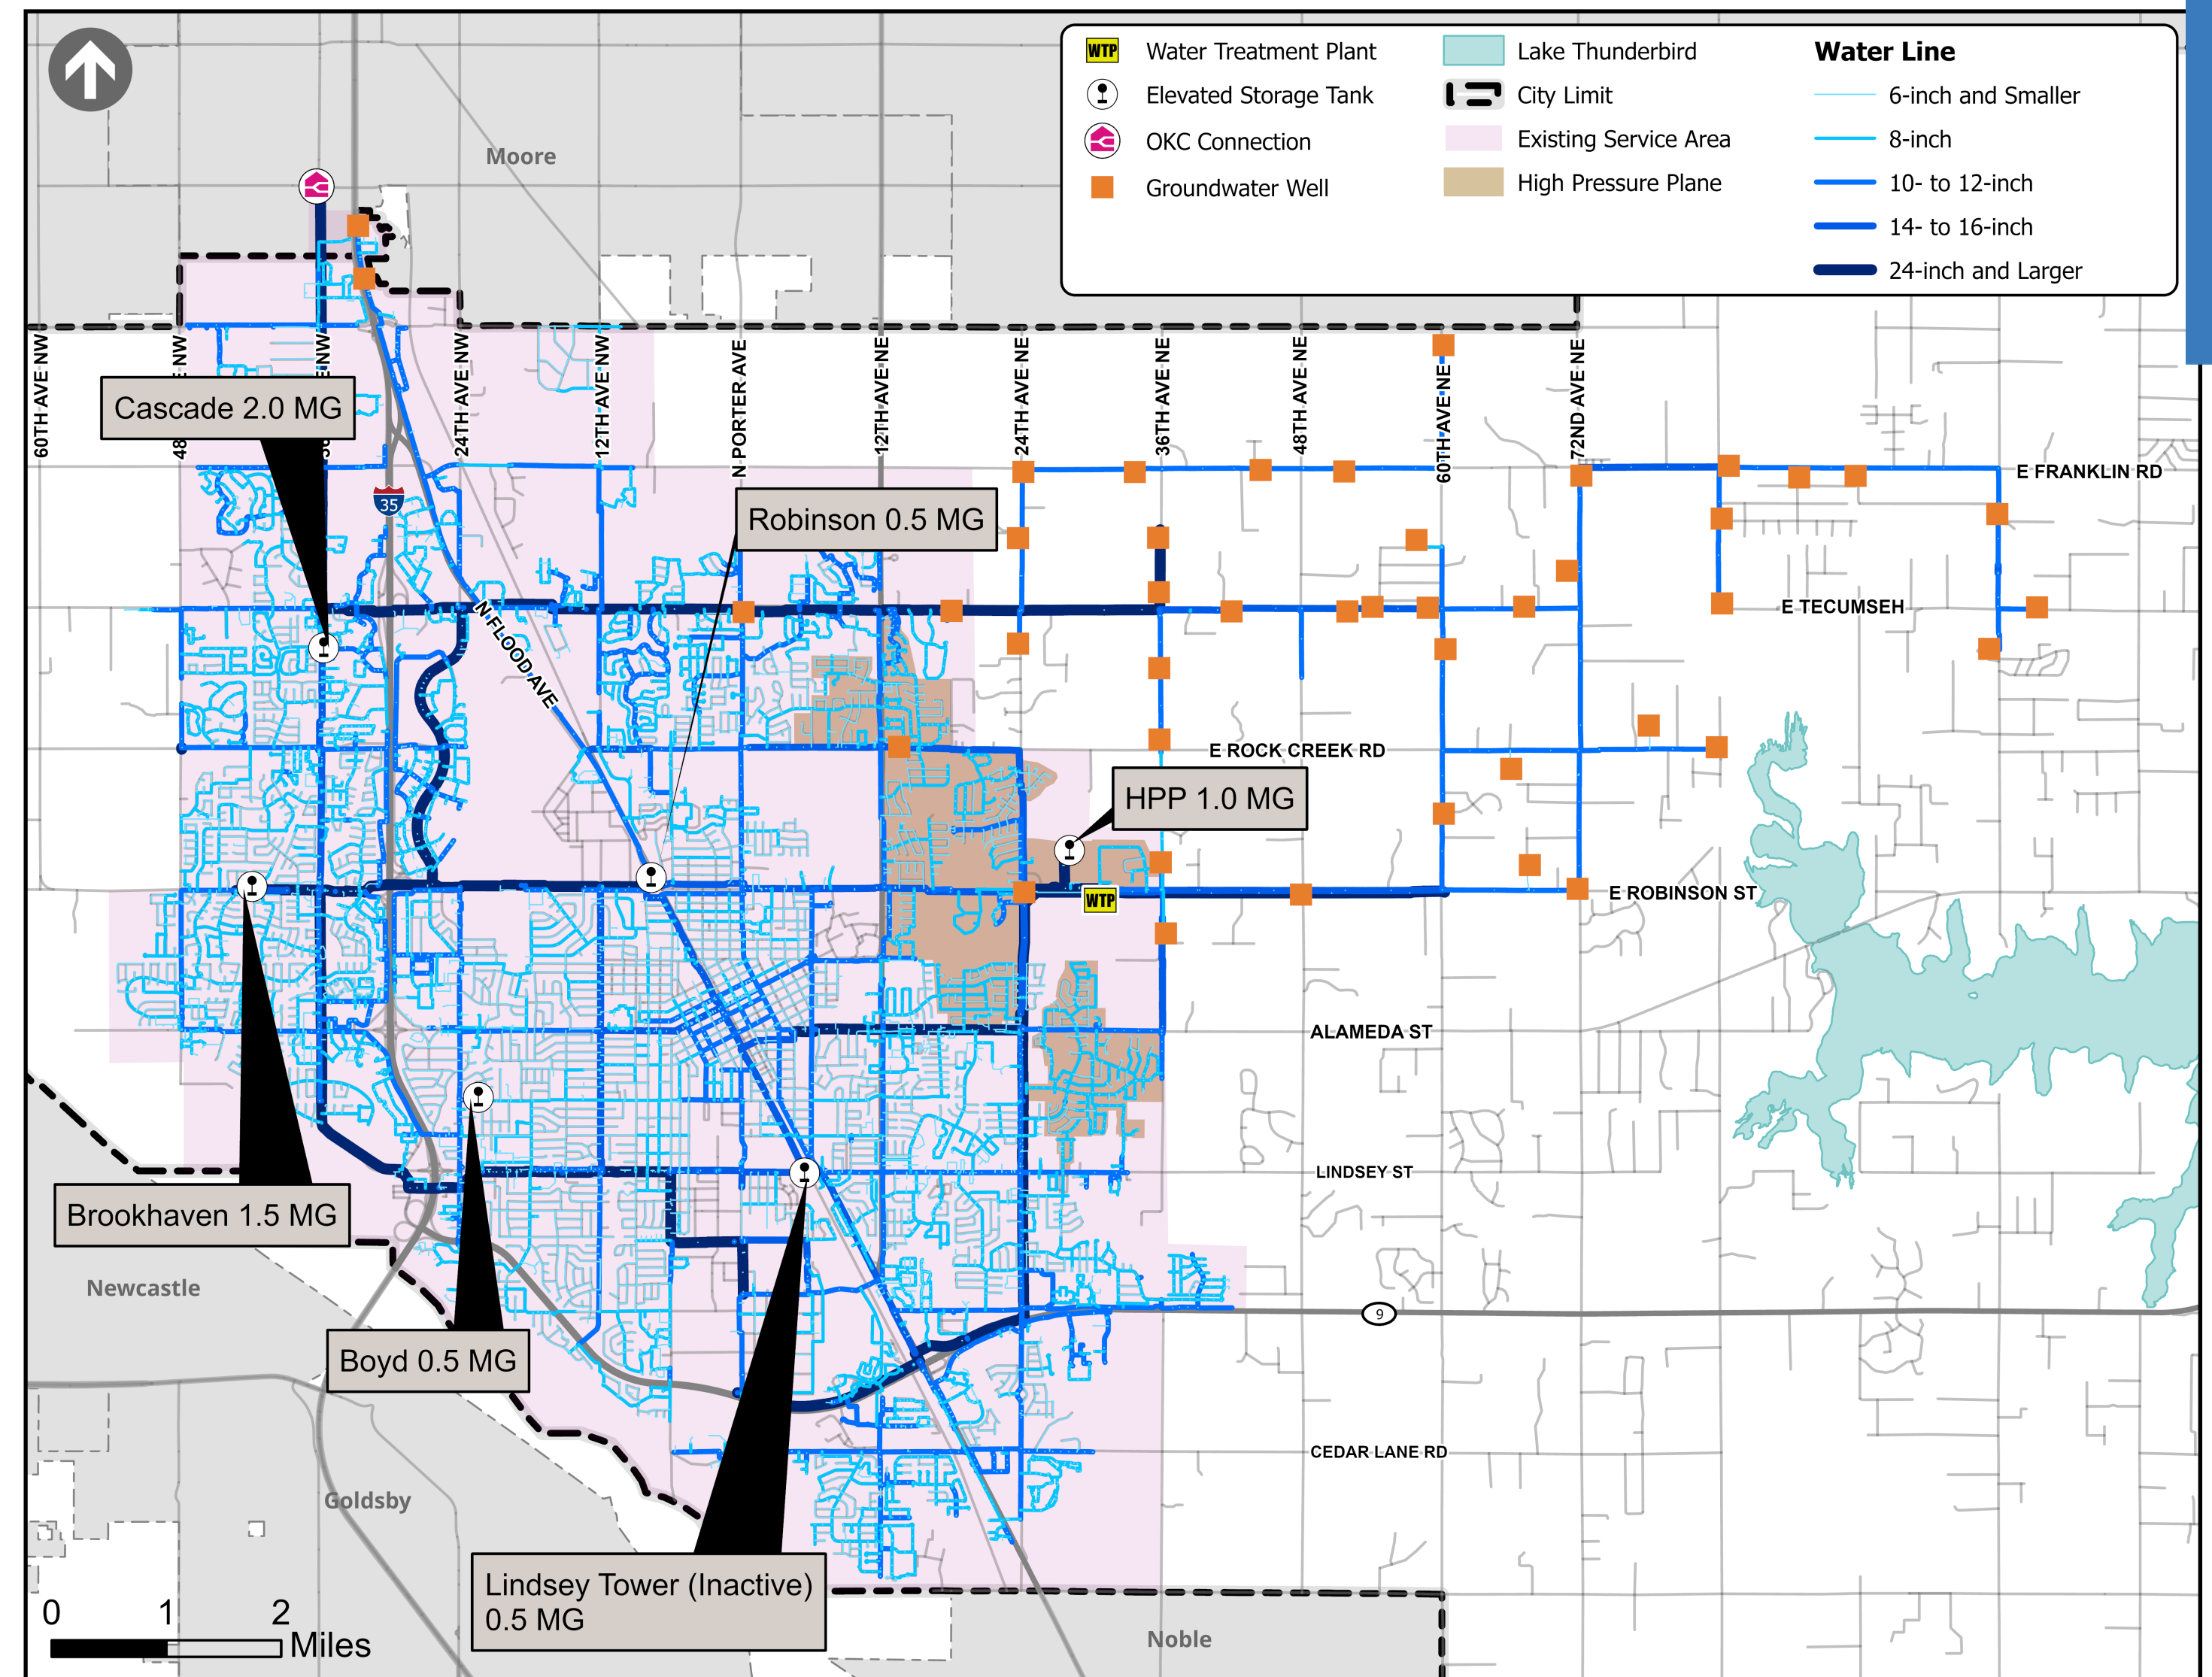 WTP Water Treatment Plant
Elevated Storage Tank
OKC Connection
Groundwater Well
Lake Thunderbird
City Limit
Existing Service Area
High Pressure Plane
Water Line
6-inch and Smaller
8-inch
10- to 12-inch
14- to 16-inch
24-inch and Larger
Moore
60TH AVE NW
24TH AVE NW
12TH AVE NW
N PORTER AVE
12TH AVE NE
24TH AVE NE
36TH AVE NE
48TH AVE NE
60TH AVE NE
72ND AVE NE
Cascade 2.0 MG
35
Robinson 0.5 MG
E FRANKLIN RD
N FLOOD AVE
E TECUMSEH
E ROCK CREEK RD
HPP 1.0 MG
WTP
E ROBINSON ST
ALAMEDA ST
LINDSEY ST
Brookhaven 1.5 MG
Newcastle
9
Boyd 0.5 MG
CEDAR LANE RD
Goldsby
Lindsey Tower (Inactive)
0.5 MG
Noble
0 1 2
Miles